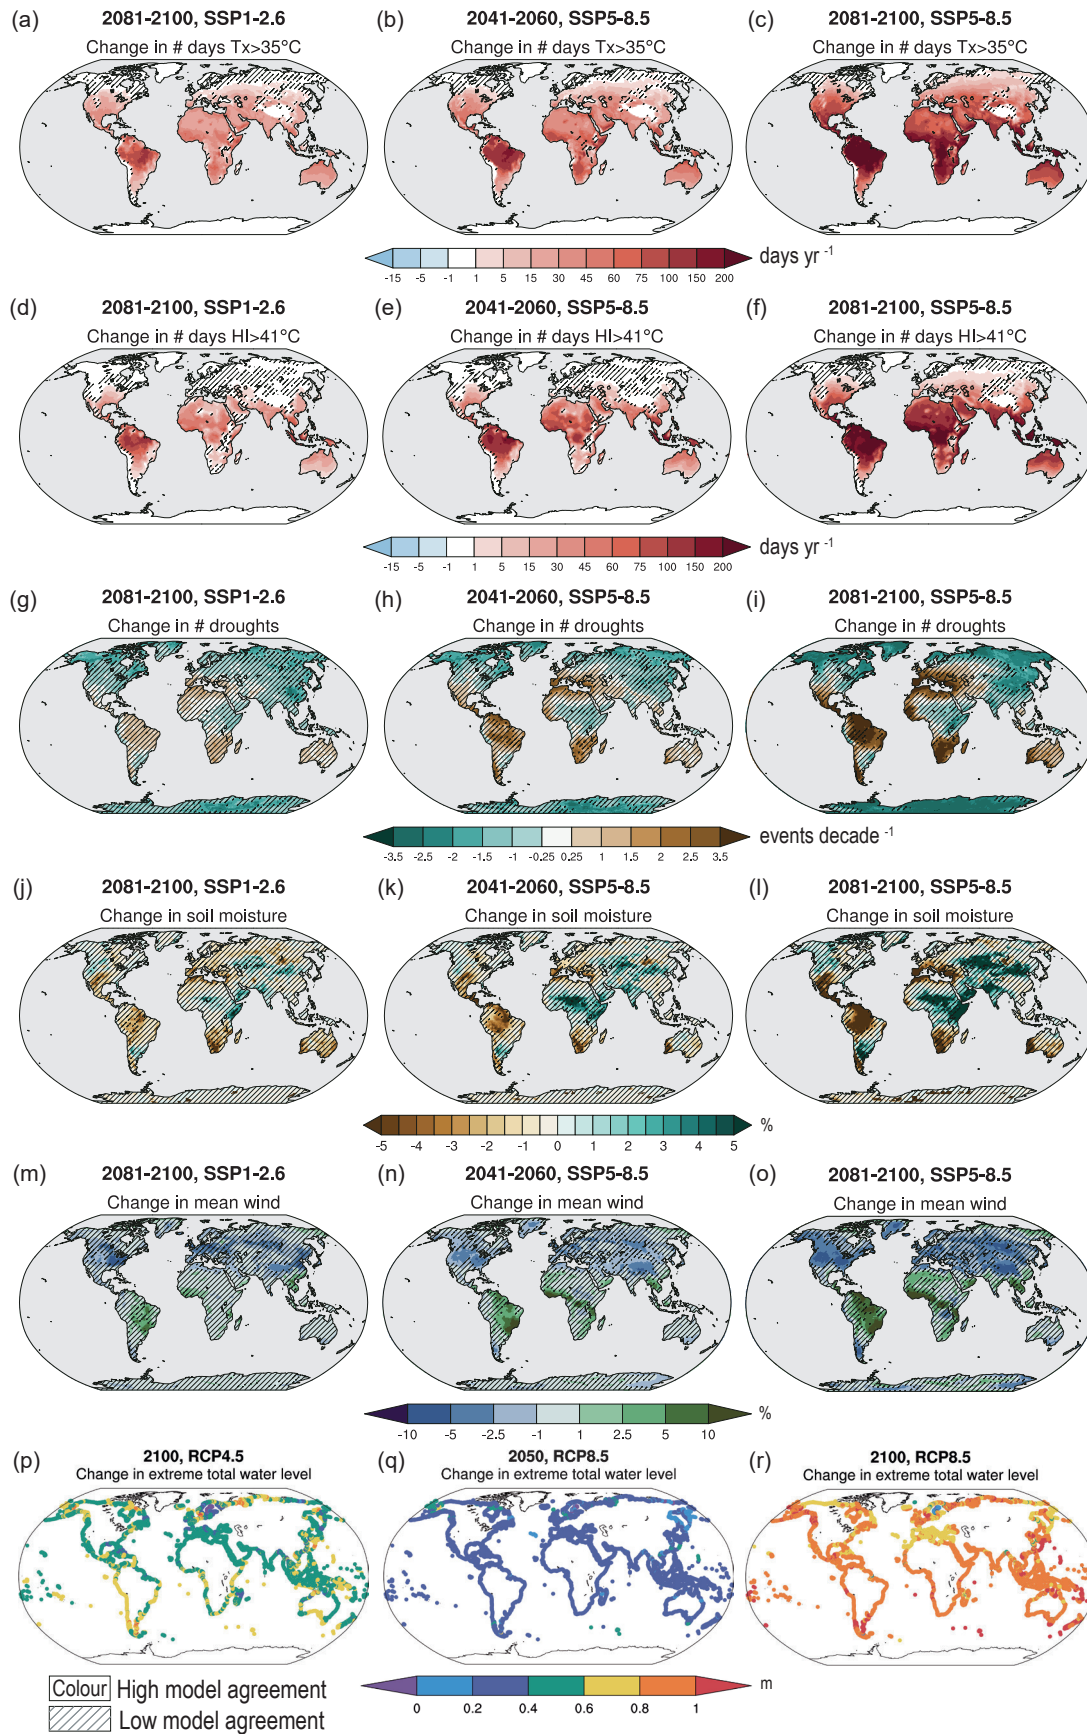 (a) 2081-2100, SSP1-2.6
Change in # days Tx>35°C
(b) 2041-2060, SSP5-8.5
Change in # days Tx>35°C
(c) 2081-2100, SSP5-8.5
Change in # days Tx>35°C
-15 -5 -1 1 5 15 30 45 60 75 100 150 200 days yr -1
(d) 2081-2100, SSP1-2.6
Change in # days HI>41°C
(e) 2041-2060, SSP5-8.5
Change in # days HI>41°C
(f) 2081-2100, SSP5-8.5
Change in # days HI>41°C
-15 -5 -1 1 5 15 30 45 60 75 100 150 200 days yr -1
(g) 2081-2100, SSP1-2.6
Change in # droughts
(h) 2041-2060, SSP5-8.5
Change in # droughts
(i) 2081-2100, SSP5-8.5
Change in # droughts
-3.5 -2.5 -2 -1.5 -1 -0.25 0.25 1 1.5 2 2.5 3.5 events decade -1
(j) 2081-2100, SSP1-2.6
Change in soil moisture
(k) 2041-2060, SSP5-8.5
Change in soil moisture
(l) 2081-2100, SSP5-8.5
Change in soil moisture
-5 -4 -3 -2 -1 0 1 2 3 4 5 %
(m) 2081-2100, SSP1-2.6
Change in mean wind
(n) 2041-2060, SSP5-8.5
Change in mean wind
(o) 2081-2100, SSP5-8.5
Change in mean wind
-10 -5 -2.5 -1 1 2.5 5 10 %
(p) 2100, RCP4.5
Change in extreme total water level
(q) 2050, RCP8.5
Change in extreme total water level
(r) 2100, RCP8.5
Change in extreme total water level
0 0.2 0.4 0.6 0.8 1 m
Colour High model agreement
Low model agreement